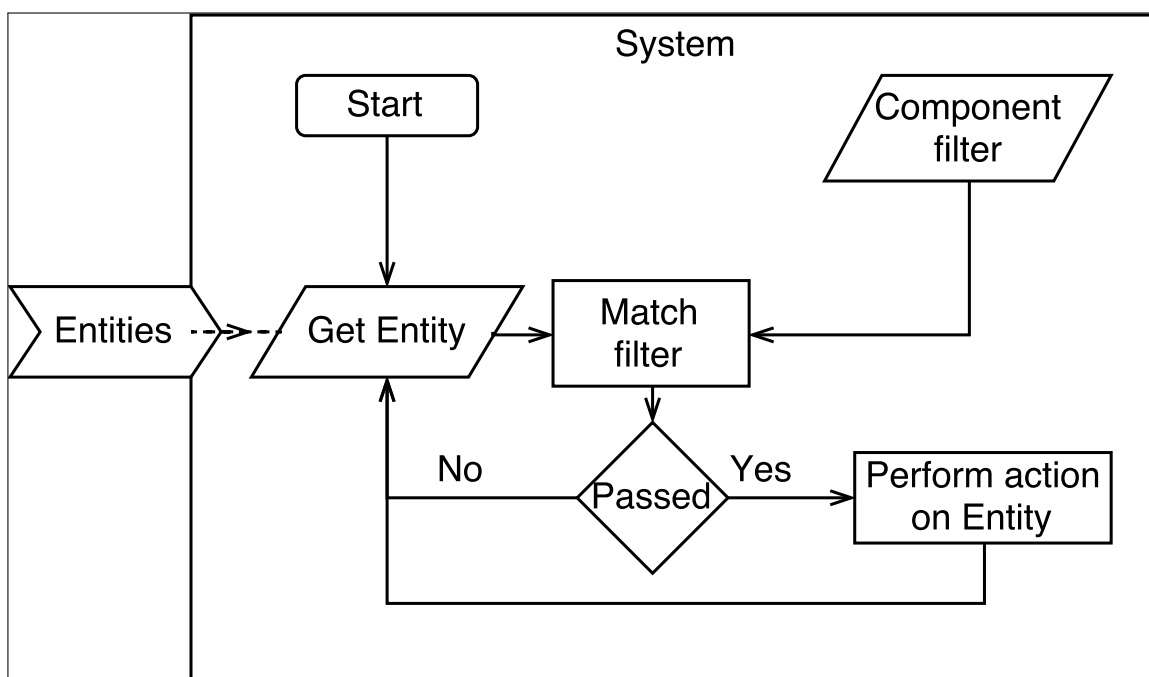 System
Start
Component
filter
Entities
Get Entity
Match
filter
No
Passed
Yes
Perform action
on Entity